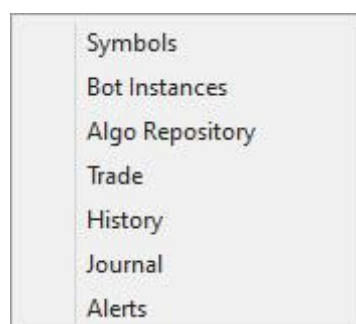 Symbols
Bot Instances
Algo Repository
Trade
History
Journal
Alerts